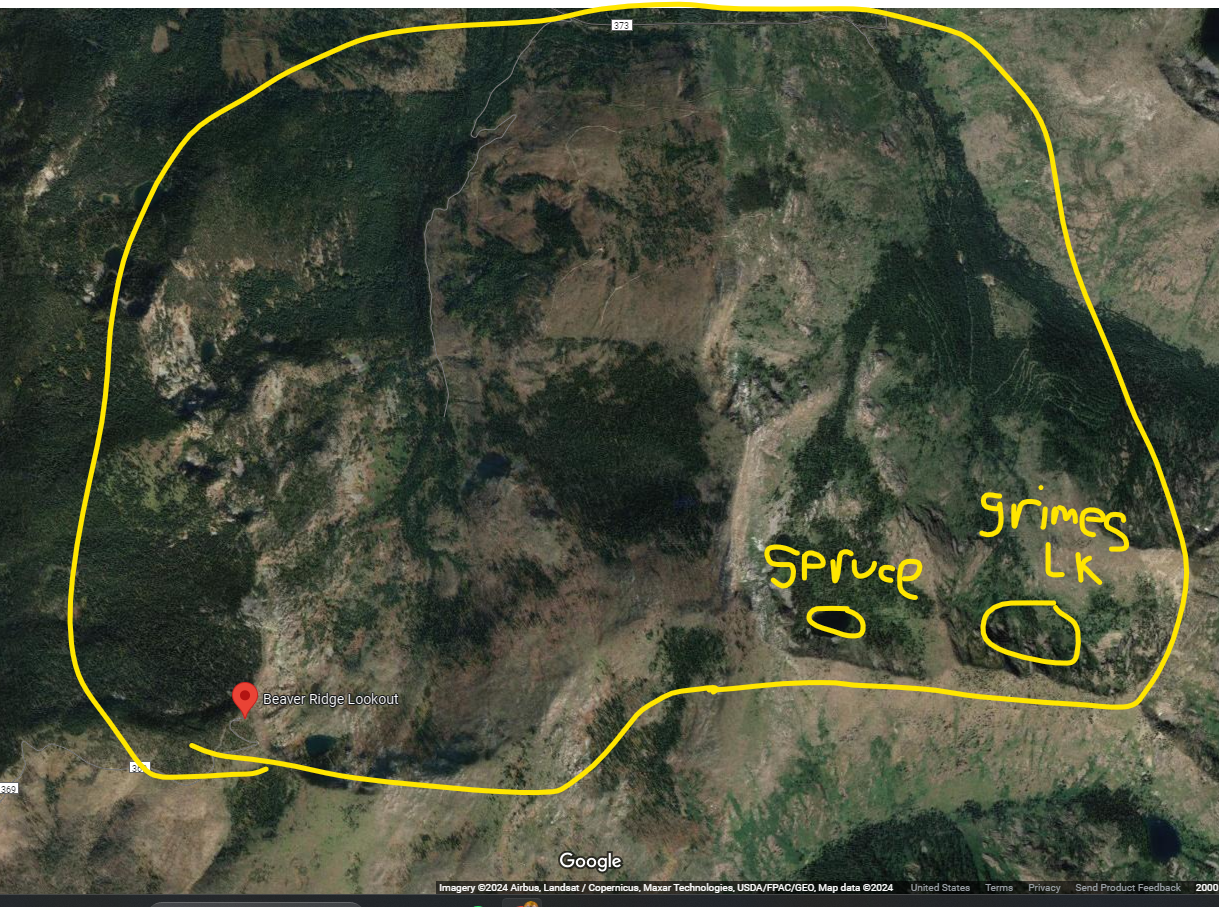 373
grimes
Lk
Spruce
Beaver Ridge Lookout
369
Google
Imagery ©2024 Airbus, Landsat / Copernicus, Maxar Technologies, USDA/FPAC/GEO, Map data ©2024 United States Terms Privacy Send Product Feedback 2000